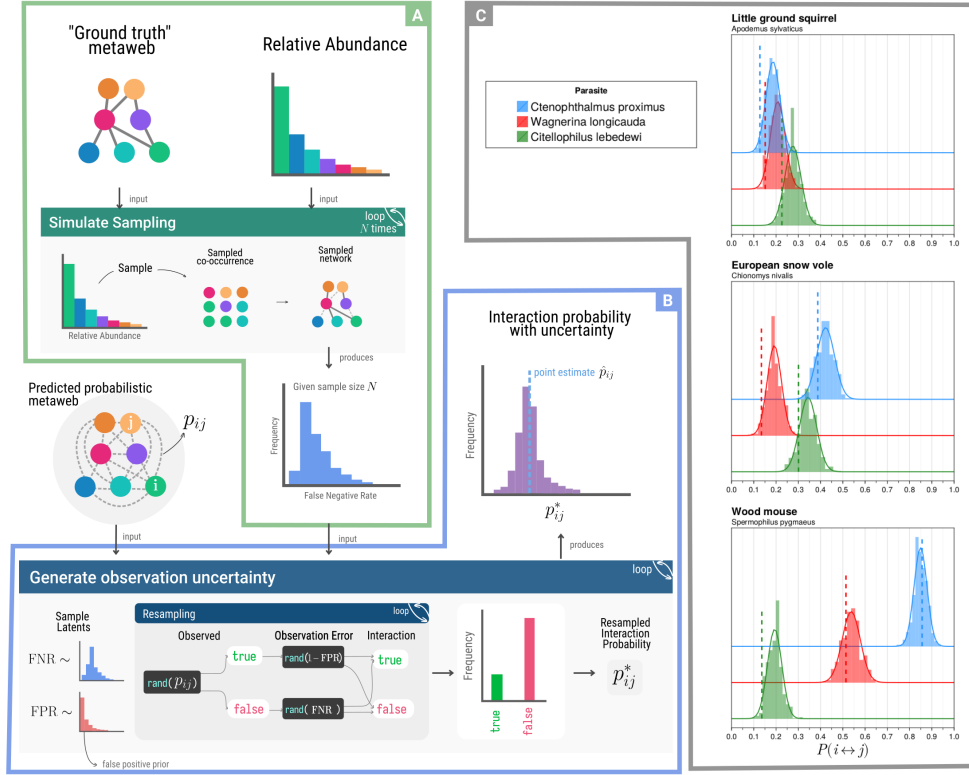 A
"Ground truth"
metaweb
Relative Abundance
input
input
Simulate Sampling
loop
N times
Sample
Sampled
co-occurrence
Sampled
network
Relative Abundance
produces
Given sample size N
Frequency
False Negative Rate
Predicted probabilistic
metaweb
j
i
p_{ij}
input
input
B
Interaction probability
with uncertainty
point estimate p̂_{ij}
Frequency
p^*_{ij}
produces
Generate observation uncertainty
loop
Sample
Latents
FNR ∼
FPR ∼
false positive prior
Resampling
loop
Observed
Observation Error
Interaction
rand(p_{ij})
true
false
rand(1−FPR)
rand( FNR )
true
false
Frequency
true
false
Resampled
Interaction
Probability
p^*_{ij}
C
Parasite
Ctenophthalmus proximus
Wagnerina longicauda
Citellophilus lebedewi
Little ground squirrel
Apodemus sylvaticus
0.0 0.1 0.2 0.3 0.4 0.5 0.6 0.7 0.8 0.9 1.0
European snow vole
Chionomys nivalis
0.0 0.1 0.2 0.3 0.4 0.5 0.6 0.7 0.8 0.9 1.0
Wood mouse
Spermophilus pygmaeus
0.0 0.1 0.2 0.3 0.4 0.5 0.6 0.7 0.8 0.9 1.0
P(i↔j)